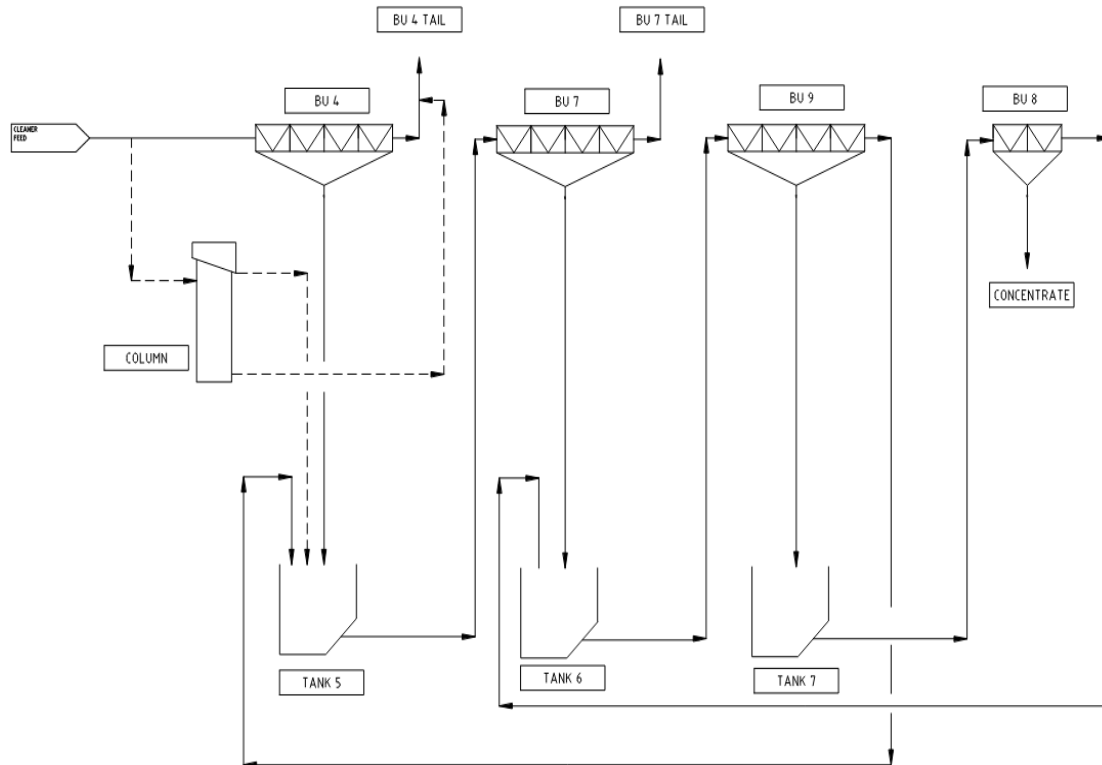 BU 4 TAIL
BU 7 TAIL
BU 4
BU 7
BU 9
BU 8
CLEANER
FEED
CONCENTRATE
COLUMN
TANK 5
TANK 6
TANK 7